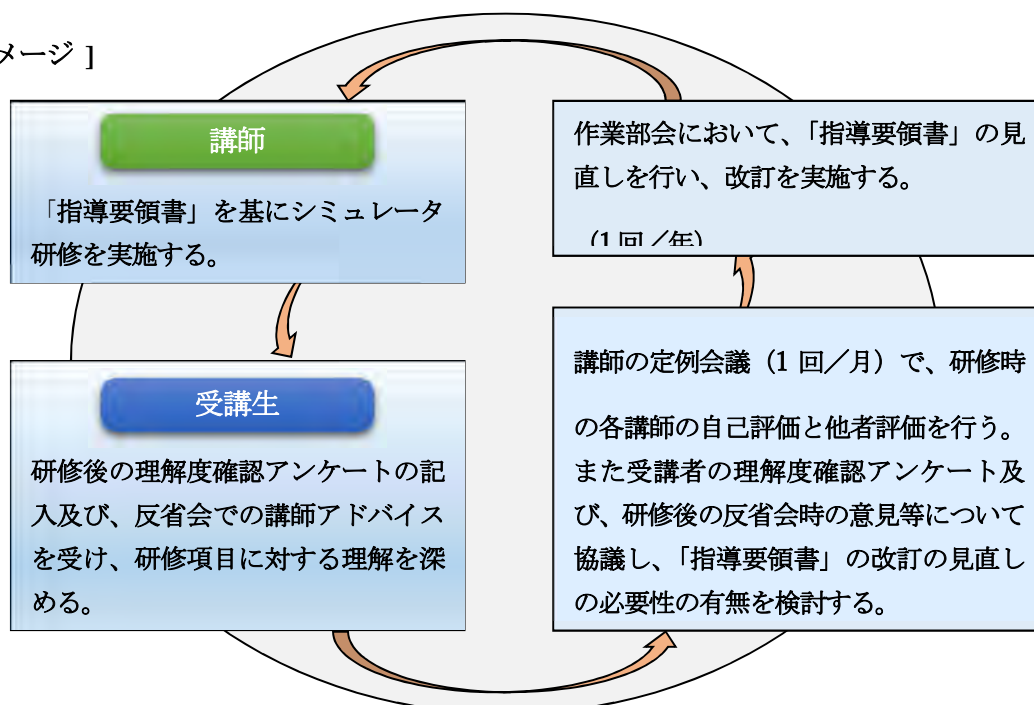 メージ ]
講師
「指導要領書」を基にシミュレータ
研修を実施する。
受講生
研修後の理解度確認アンケートの記
入及び、反省会での講師アドバイス
を受け、研修項目に対する理解を深
める。
作業部会において、「指導要領書」の見
直しを行い、改訂を実施する。
（1 回／年）
講師の定例会議（1 回／月）で、研修時
の各講師の自己評価と他者評価を行う。
また受講者の理解度確認アンケート及
び、研修後の反省会時の意見等について
協議し、「指導要領書」の改訂の見直し
の必要性の有無を検討する。